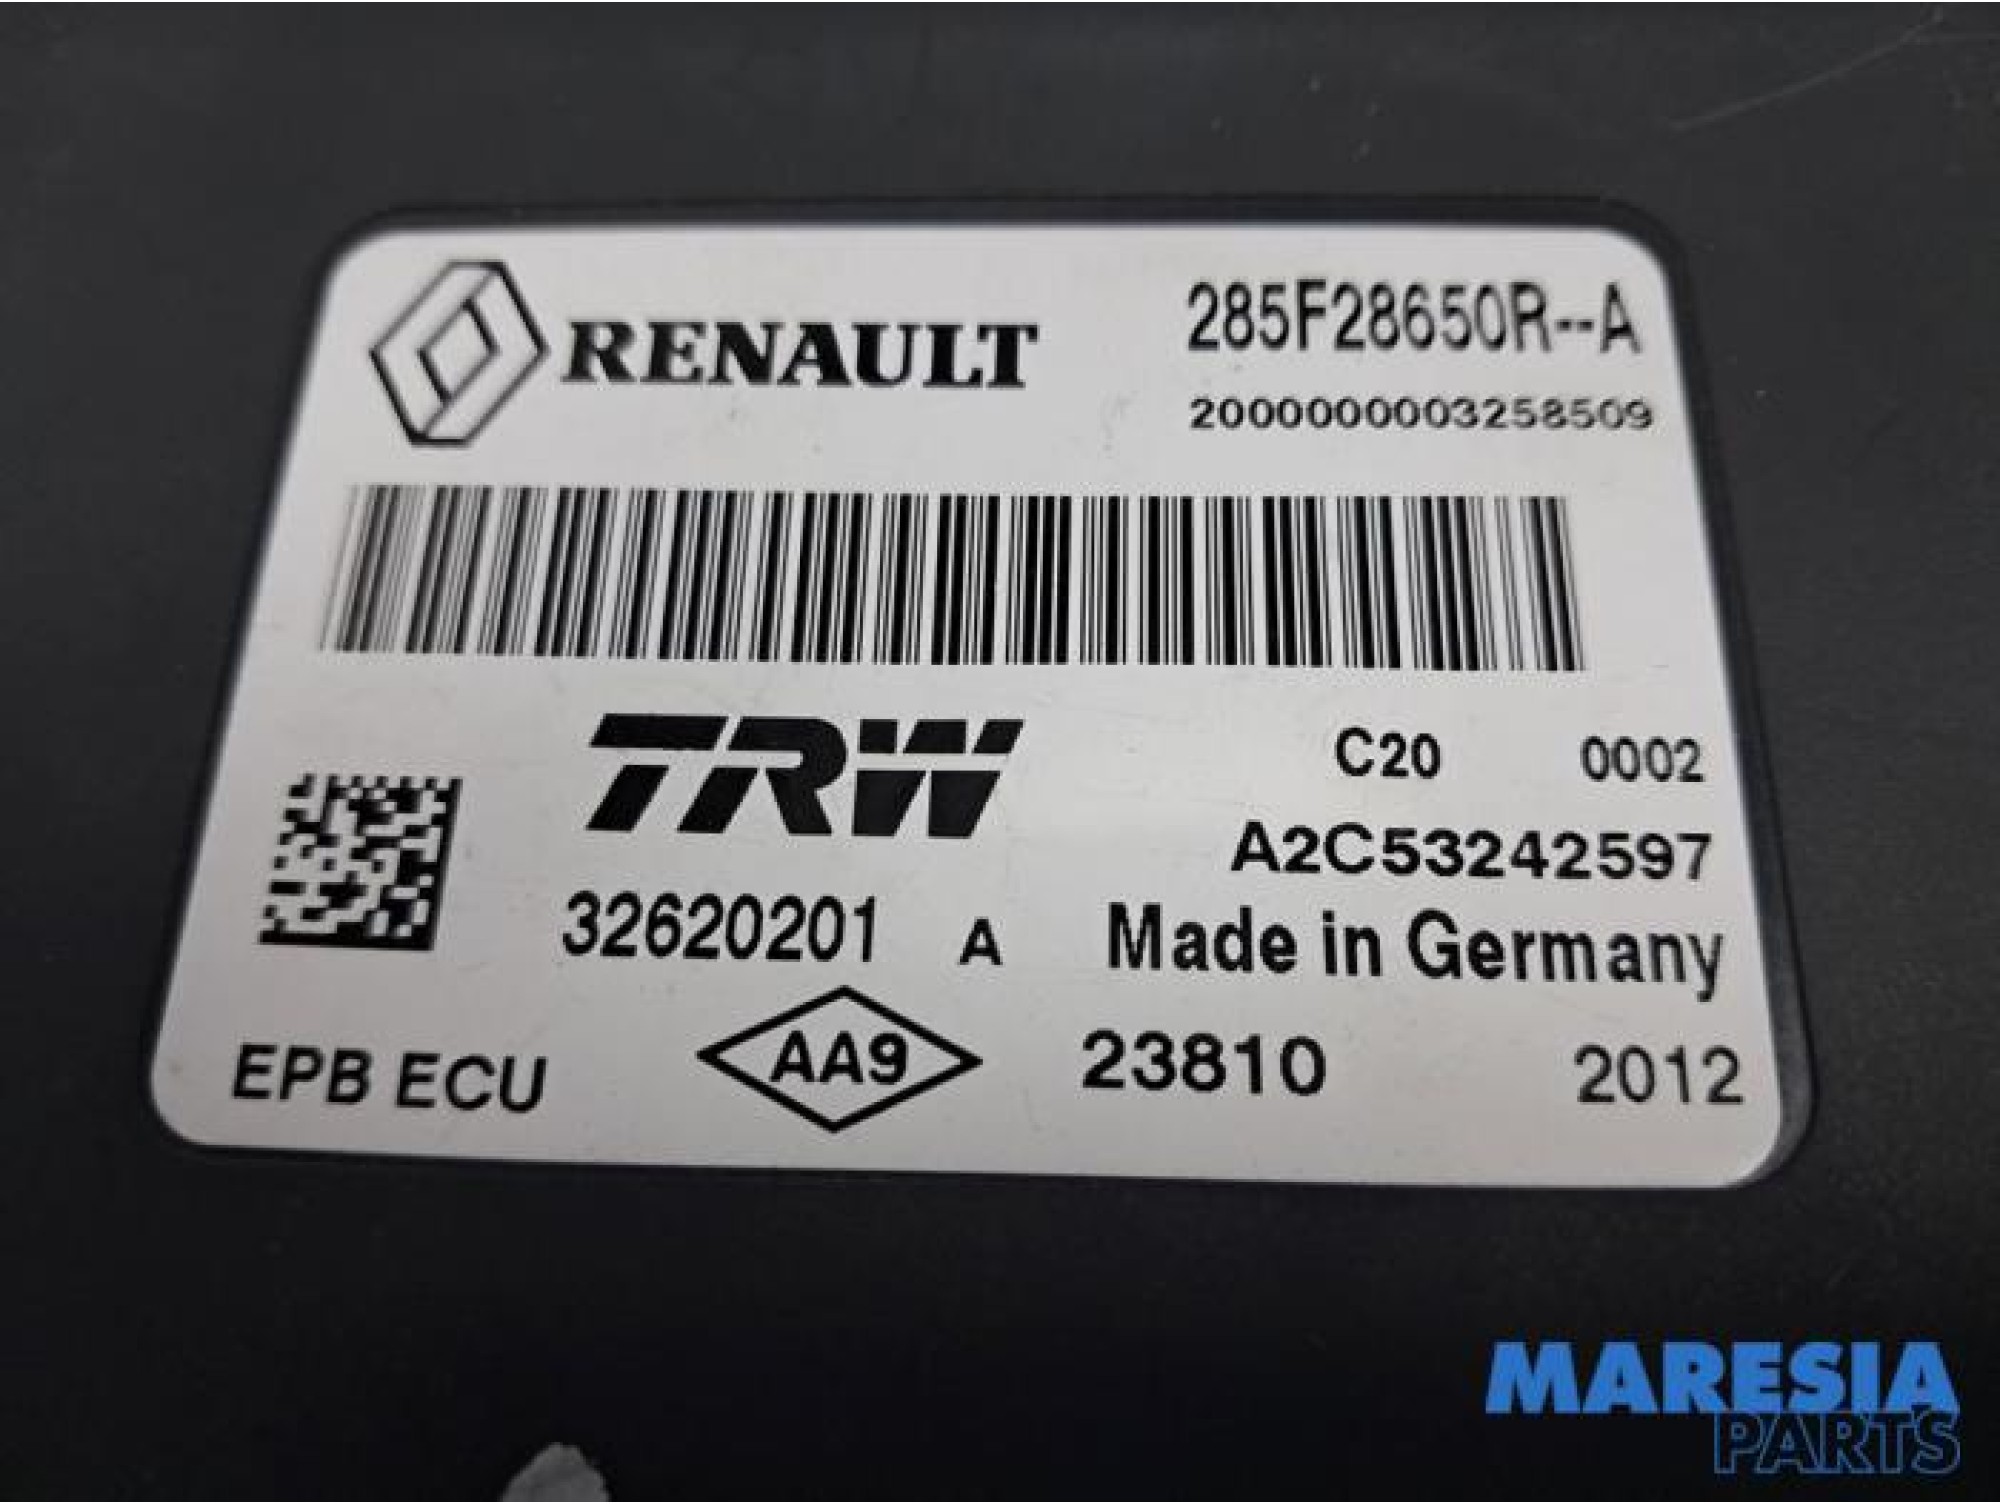 RENAULT
285F28650R--A
2000000003258509
TRW
C20 0002
A2C53242597
32620201 A
Made in Germany
EPB ECU
AA9
23810
2012
MARESIA
PARTS